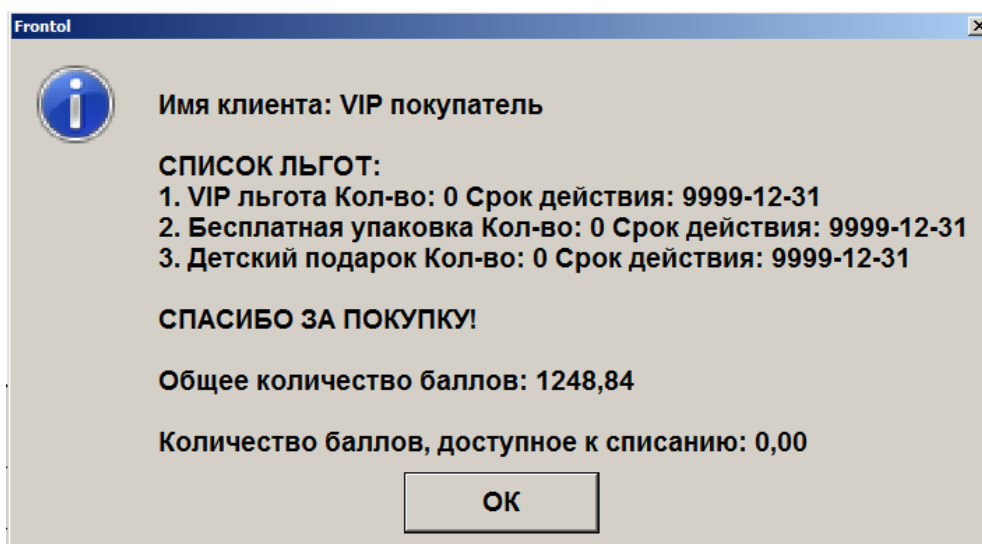 Frontol
Имя клиента: VIP покупатель
СПИСОК ЛЬГОТ:
1. VIP льгота Кол-во: 0 Срок действия: 9999-12-31
2. Бесплатная упаковка Кол-во: 0 Срок действия: 9999-12-31
3. Детский подарок Кол-во: 0 Срок действия: 9999-12-31
СПАСИБО ЗА ПОКУПКУ!
Общее количество баллов: 1248,84
Количество баллов, доступное к списанию: 0,00
ОК